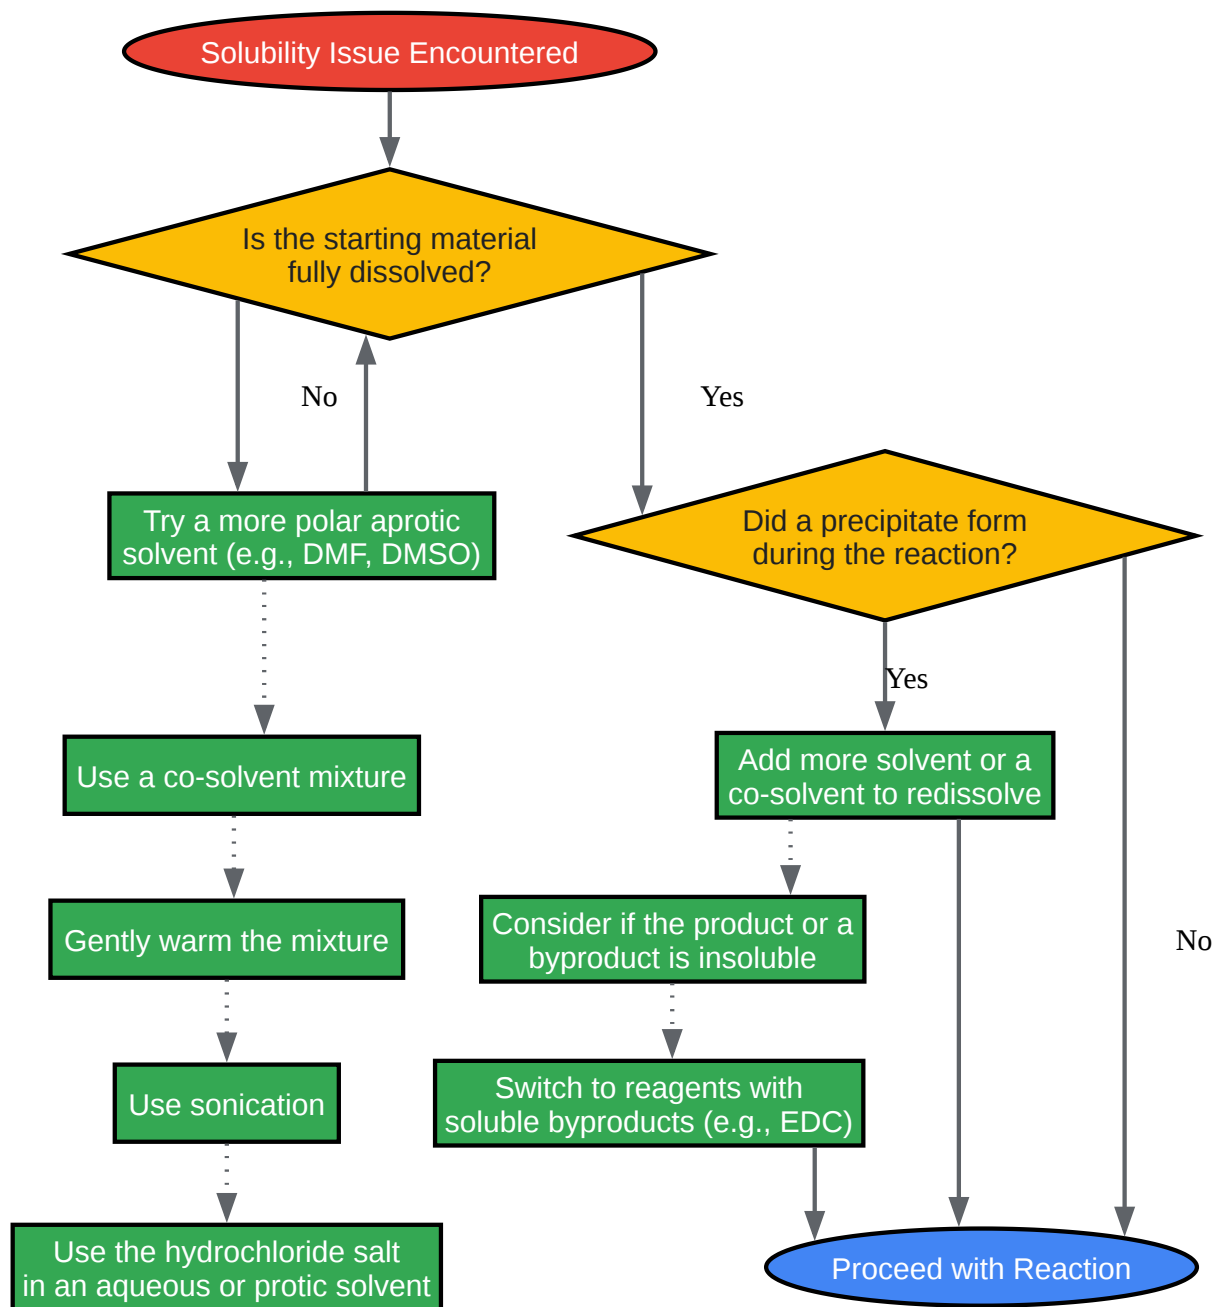 Solubility Issue Encountered
Is the starting material
fully dissolved?
No
Yes
Try a more polar aprotic
solvent (e.g., DMF, DMSO)
Did a precipitate form
during the reaction?
Yes
Use a co-solvent mixture
Add more solvent or a
co-solvent to redissolve
Gently warm the mixture
Consider if the product or a
byproduct is insoluble
No
Use sonication
Switch to reagents with
soluble byproducts (e.g., EDC)
Use the hydrochloride salt
in an aqueous or protic solvent
Proceed with Reaction